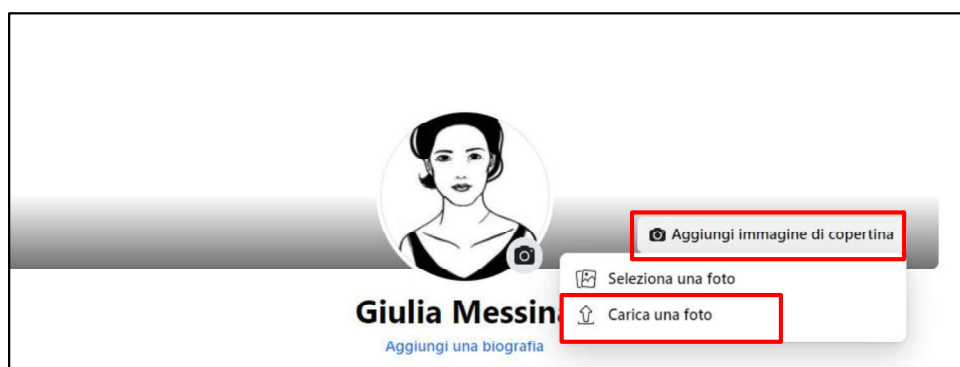 Aggiungi immagine di copertina
Seleziona una foto
Carica una foto
Giulia Messina
Aggiungi una biografia